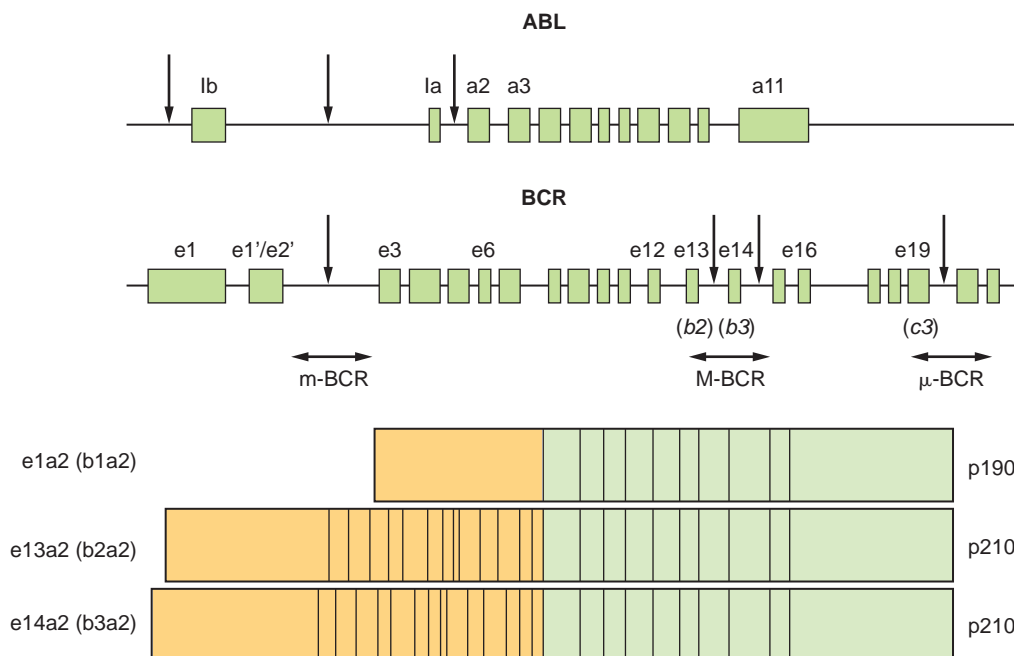 ABL
Ib Ia a2 a3 a11
BCR
e1 e1'/e2' e3 e6 e12 e13 e14 e16 e19
(b2) (b3) (c3)
m-BCR M-BCR μ-BCR
e1a2 (b1a2) p190
e13a2 (b2a2) p210
e14a2 (b3a2) p210